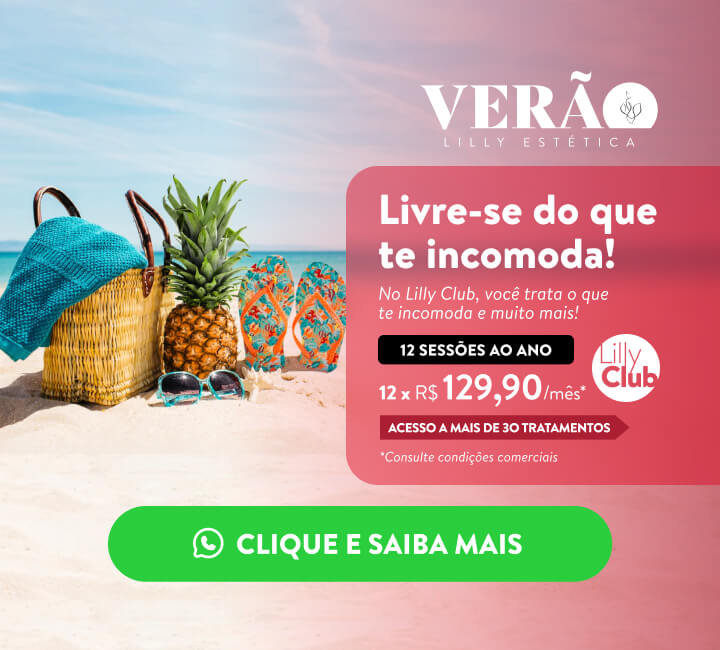 VERÃO
LILLY ESTÉTICA
Livre-se do que
te incomoda!
No Lilly Club, você trata o que
te incomoda e muito mais!
12 SESSÕES AO ANO
Lilly
Club
12 x R$ 129,90/mês*
ACESSO A MAIS DE 30 TRATAMENTOS
*Consulte condições comerciais
CLIQUE E SAIBA MAIS